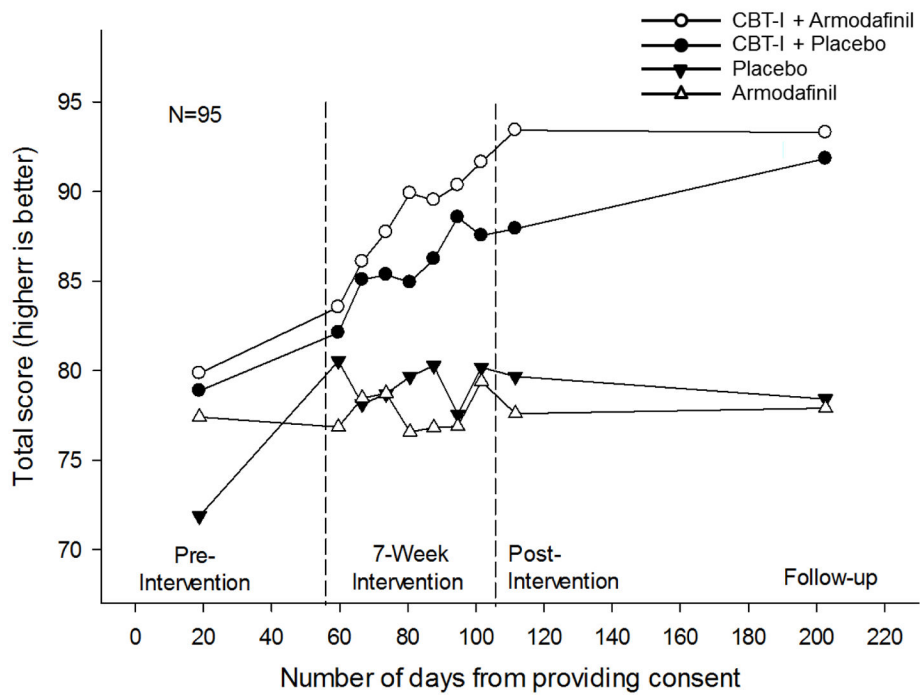 CBT-I + Armodafinil
CBT-I + Placebo
Placebo
Armodafinil
N=95
95
90
85
80
75
70
Total score (higherr is better)
Pre-
Intervention
7-Week
Intervention
Post-
Intervention
Follow-up
0 20 40 60 80 100 120 140 160 180 200 220
Number of days from providing consent